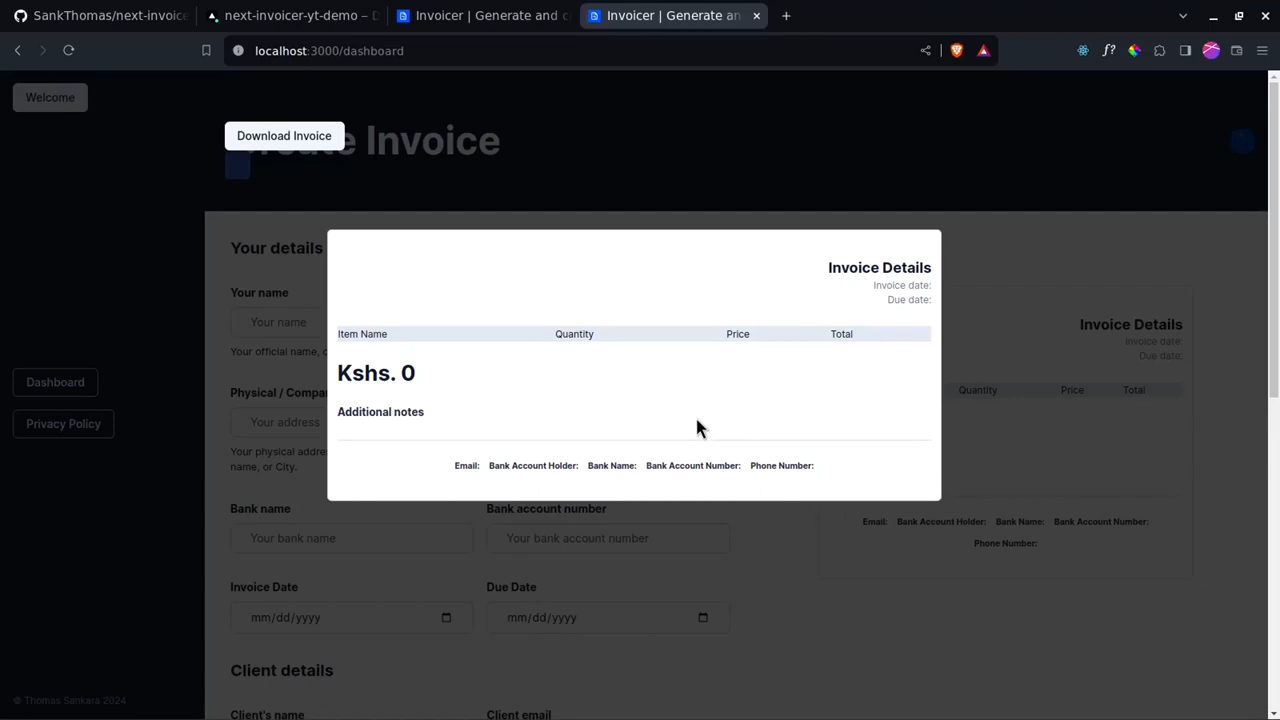 SankThomas/next-invoice
next-invoicer-yt-demo – D
Invoicer | Generate and c
Invoicer | Generate an
localhost:3000/dashboard
Welcome
Download Invoice
ate Invoice
Your details
Invoice Details
Invoice date:
Due date:
Your name
Your name
Your official name, c
Item Name Quantity Price Total
Kshs. 0
Additional notes
Email: Bank Account Holder: Bank Name: Bank Account Number: Phone Number:
Invoice Details
Invoice date:
Due date:
Quantity Price Total
Email: Bank Account Holder: Bank Name: Bank Account Number:
Phone Number:
Dashboard
Privacy Policy
Physical / Compa
Your address
Your physical addres
name, or City.
Bank name
Your bank name
Bank account number
Your bank account number
Invoice Date
mm/dd/yyyy
Due Date
mm/dd/yyyy
Client details
Client's name
Client email
© Thomas Sankara 2024